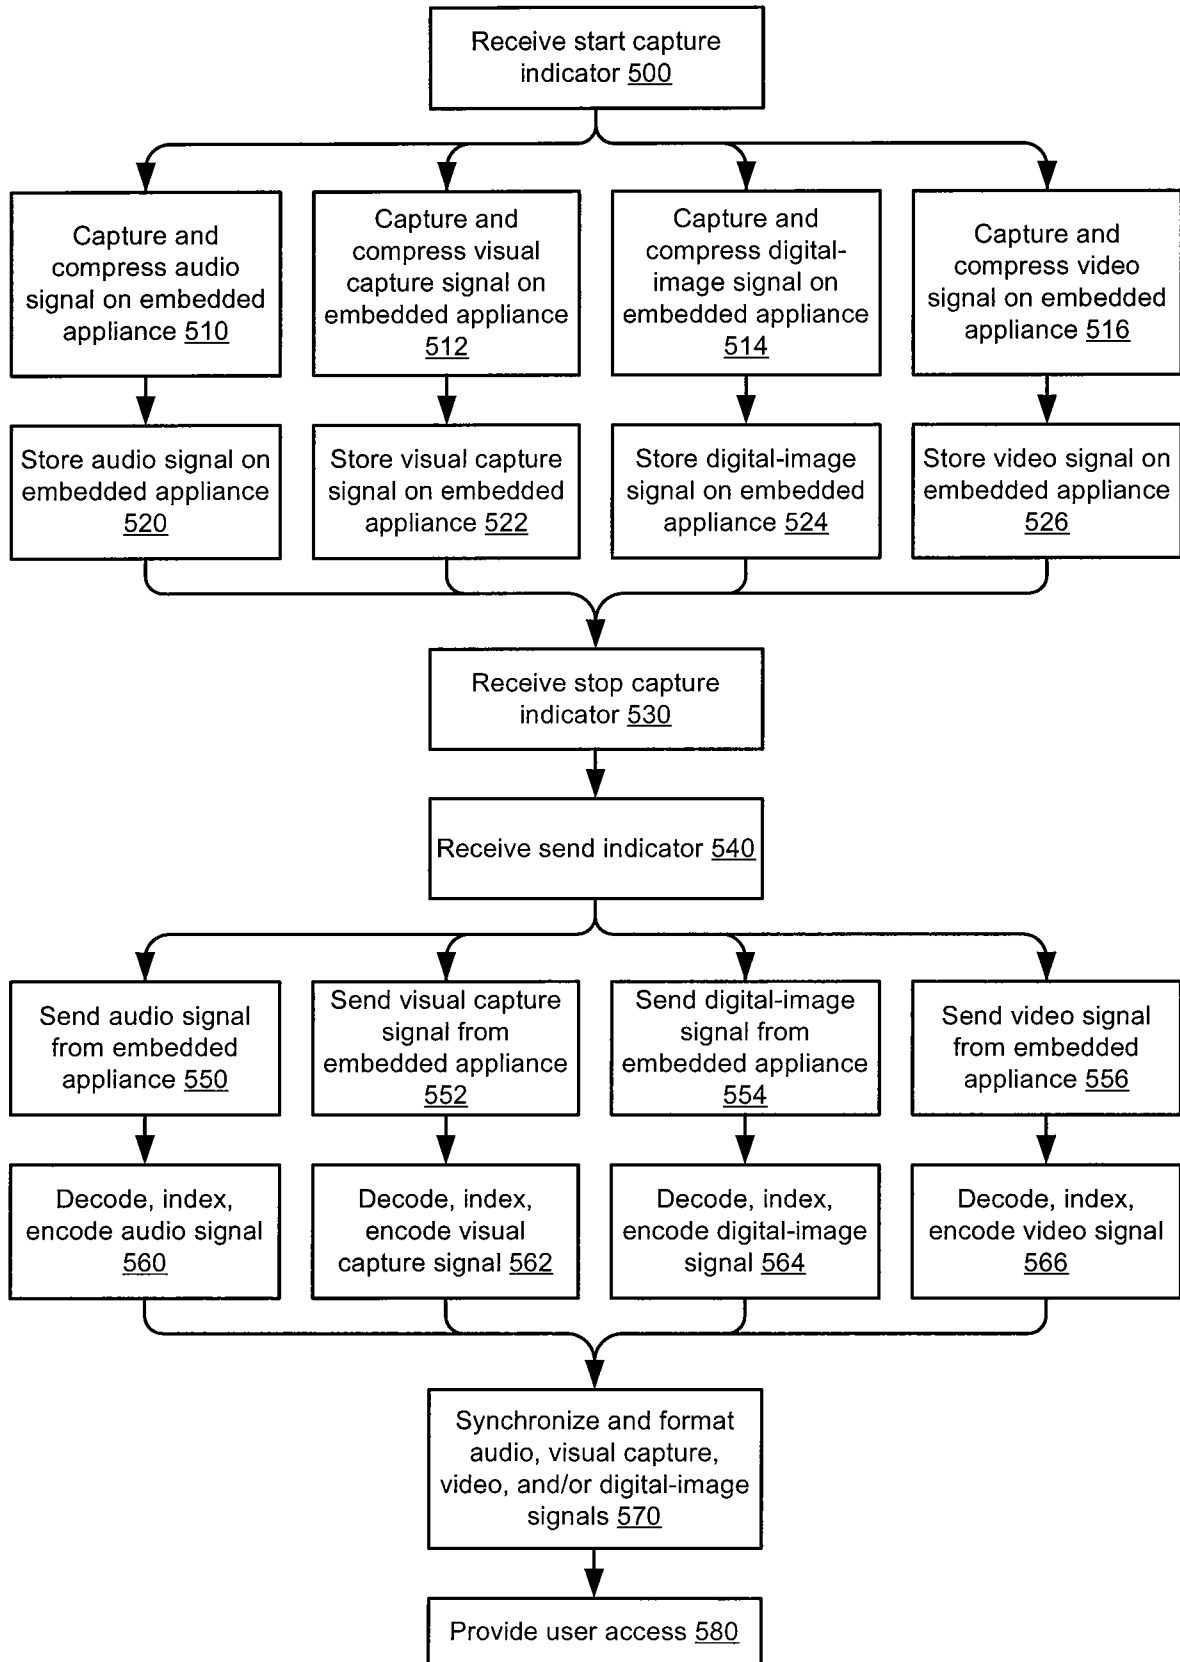 Receive start capture
indicator 500
Capture and
compress audio
signal on embedded
appliance 510
Capture and
compress visual
capture signal on
embedded appliance
512
Capture and
compress digital-
image signal on
embedded appliance
514
Capture and
compress video
signal on embedded
appliance 516
Store audio signal on
embedded appliance
520
Store visual capture
signal on embedded
appliance 522
Store digital-image
signal on embedded
appliance 524
Store video signal on
embedded appliance
526
Receive stop capture
indicator 530
Receive send indicator 540
Send audio signal
from embedded
appliance 550
Send visual capture
signal from
embedded appliance
552
Send digital-image
signal from
embedded appliance
554
Send video signal
from embedded
appliance 556
Decode, index,
encode audio signal
560
Decode, index,
encode visual
capture signal 562
Decode, index,
encode digital-image
signal 564
Decode, index,
encode video signal
566
Synchronize and format
audio, visual capture,
video, and/or digital-image
signals 570
Provide user access 580